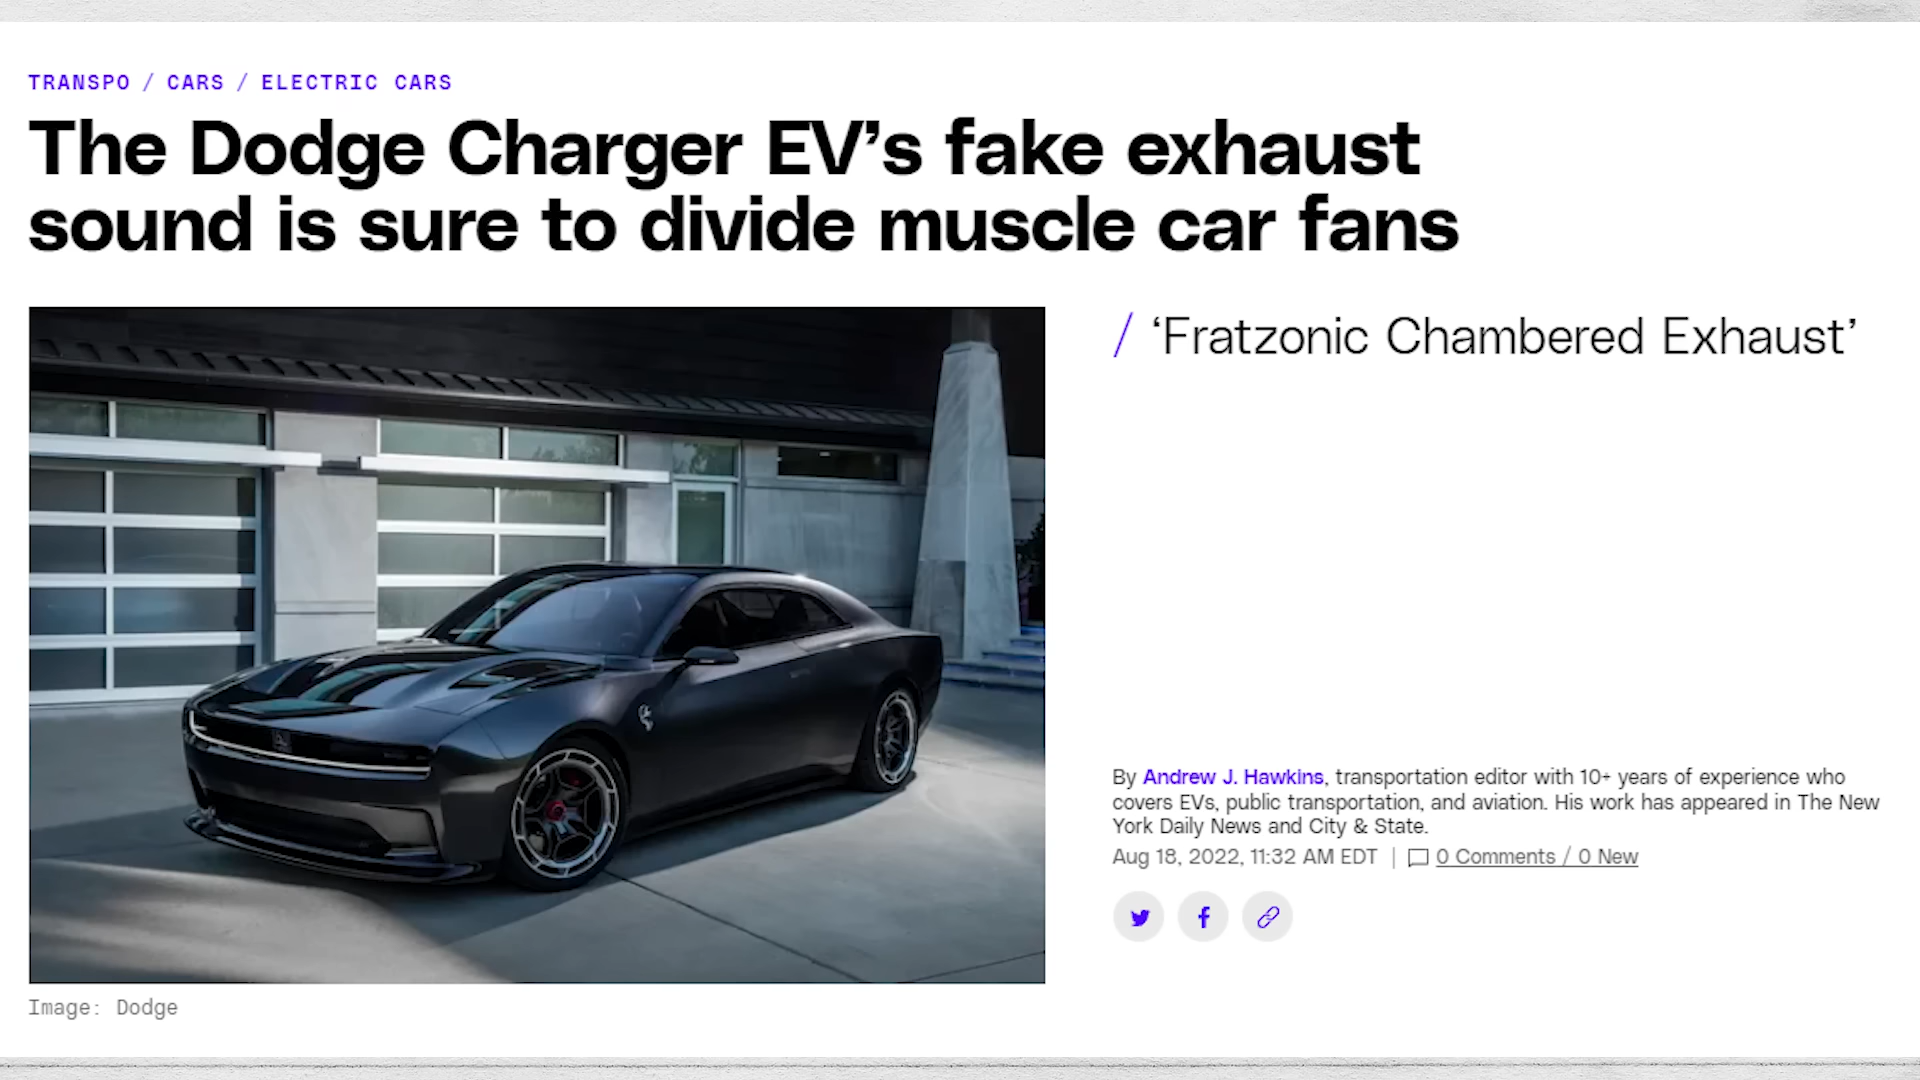 TRANSPO / CARS / ELECTRIC CARS
The Dodge Charger EV’s fake exhaust
sound is sure to divide muscle car fans
/ ‘Fratzonic Chambered Exhaust’
By Andrew J. Hawkins, transportation editor with 10+ years of experience who
covers EVs, public transportation, and aviation. His work has appeared in The New
York Daily News and City & State.
Aug 18, 2022, 11:32 AM EDT | 0 Comments / 0 New
Image: Dodge